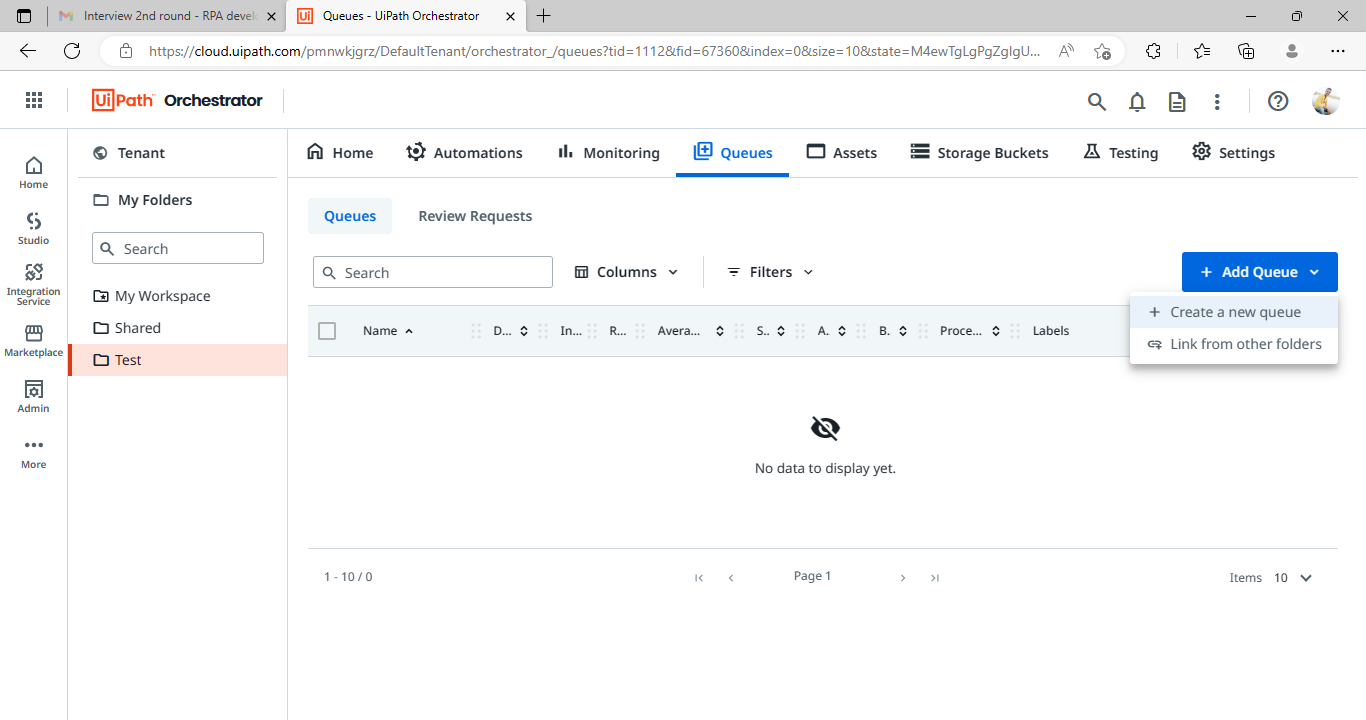 Interview 2nd round - RPA devel
Queues - UiPath Orchestrator
https://cloud.uipath.com/pmnwkjgrz/DefaultTenant/orchestrator_/queues?tid=1112&fid=67360&index=0&size=10&state=M4ewTgLgPgZgIgU...
UiPath Orchestrator
Home
Studio
Integration Service
Marketplace
Admin
More
Tenant
My Folders
Search
My Workspace
Shared
Test
Home Automations Monitoring Queues Assets Storage Buckets Testing Settings
Queues Review Requests
Search Columns Filters + Add Queue
+ Create a new queue
Link from other folders
Name D... In... R... Avera... S.. A. B. Proce... Labels
No data to display yet.
1 - 10 / 0 Page 1 Items 10